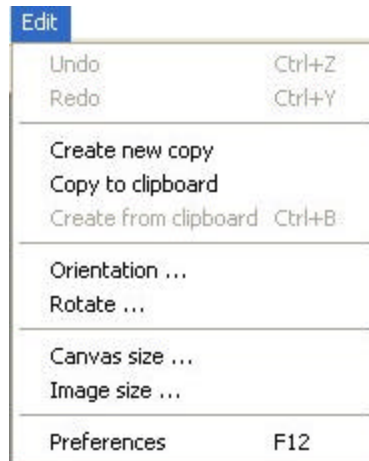 Edit
Undo Ctrl+Z
Redo Ctrl+Y
Create new copy
Copy to clipboard
Create from clipboard Ctrl+B
Orientation ...
Rotate ...
Canvas size ...
Image size ...
Preferences F12